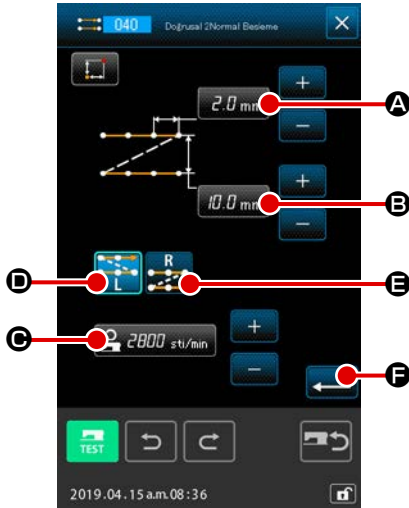 040 Doğrusal 2Normal Besleme
2.0 mm
A
10.0 mm
B
D
L
R
E
C
2800 sti/min
F
TEST
2019.04.15 a.m.08:36